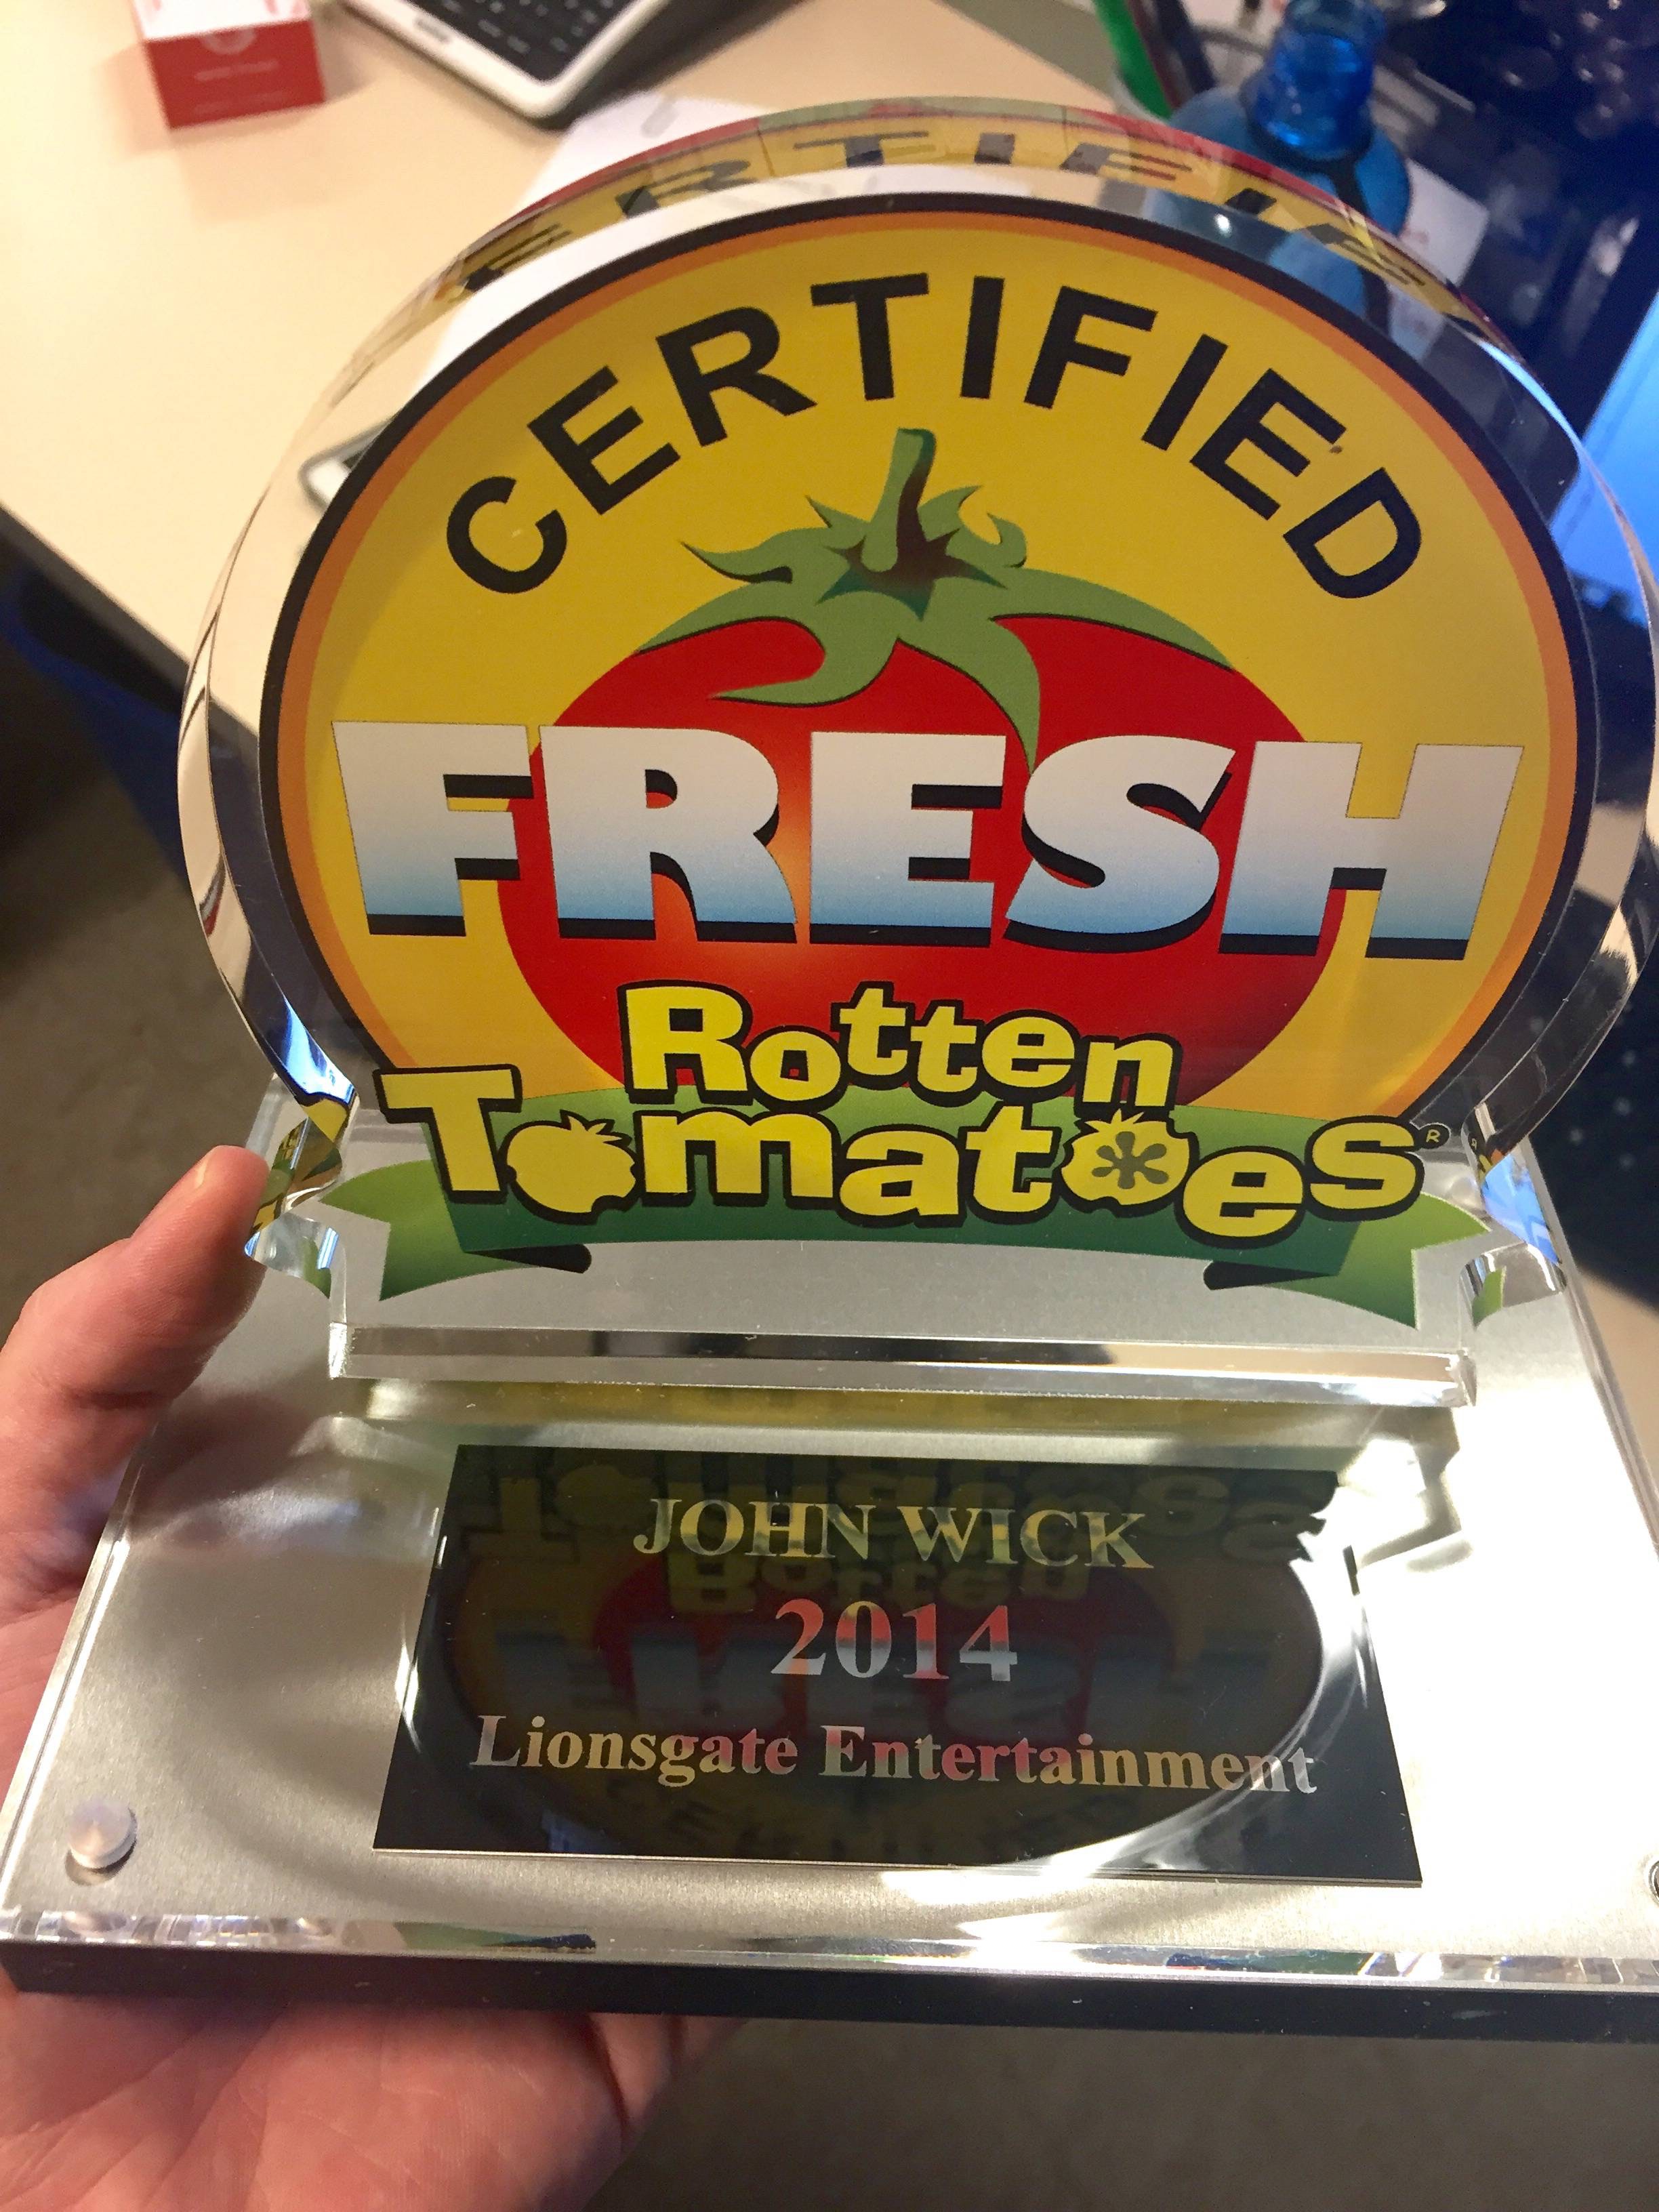 CERTIFIED
FRESH
Rotten
Tomatoes®
JOHN WICK
2014
Lionsgate Entertainment